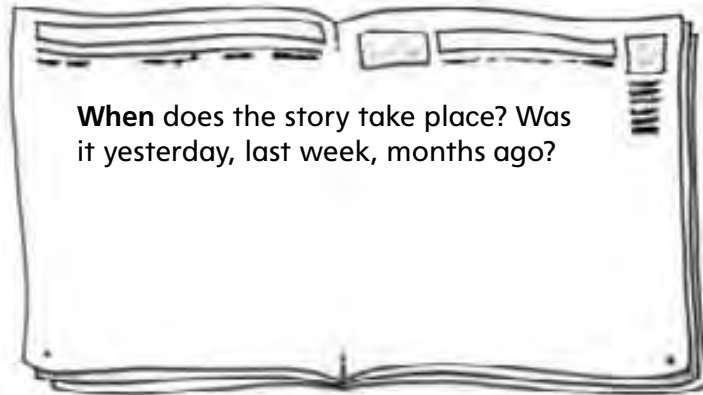 When does the story take place? Was
it yesterday, last week, months ago?